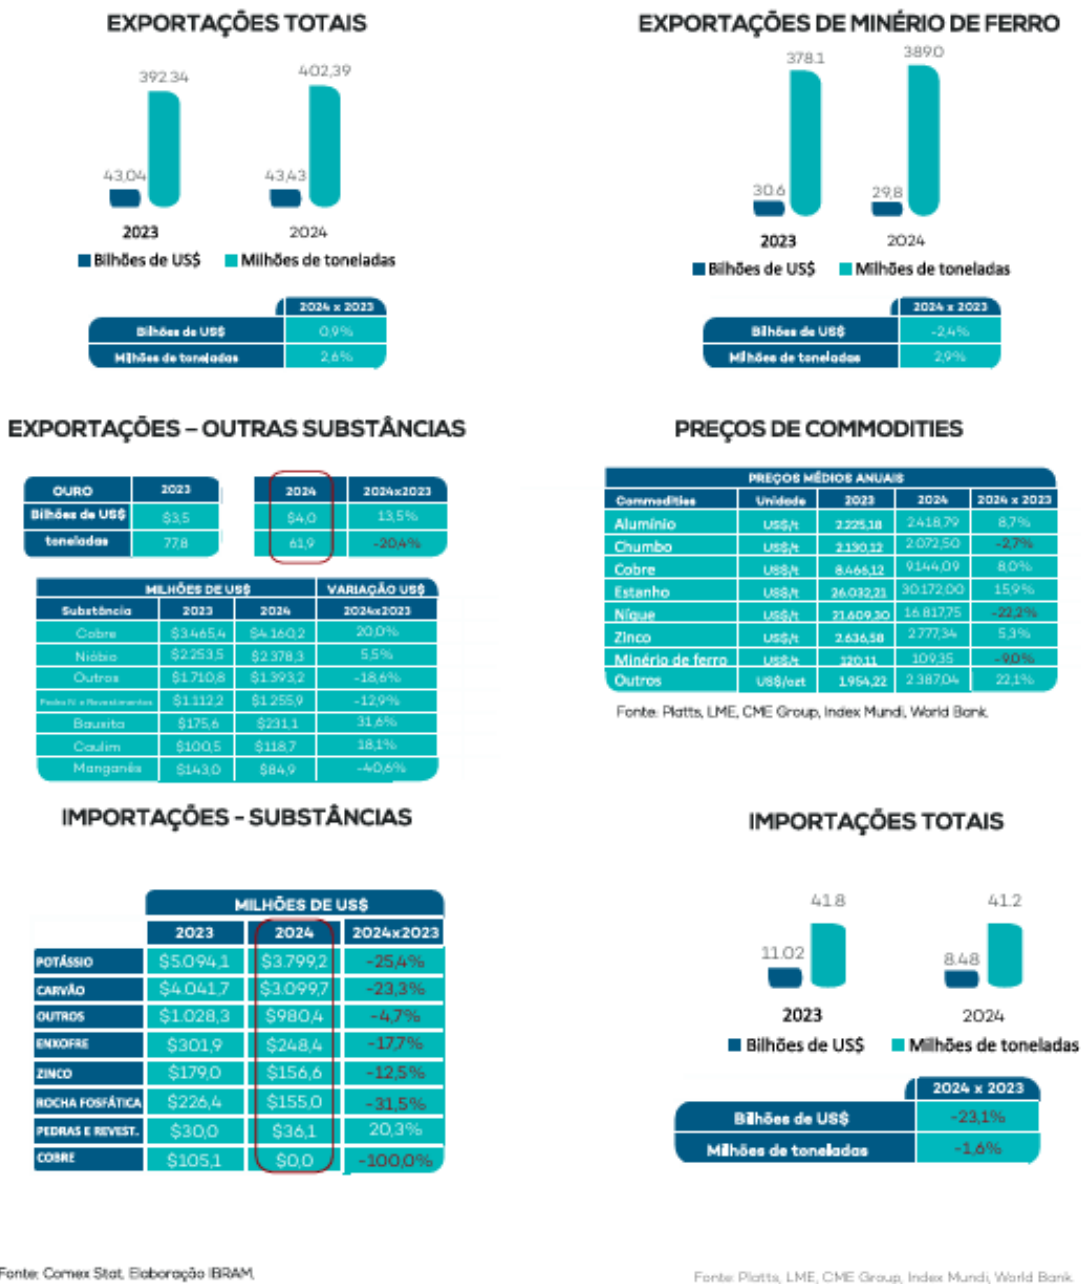 EXPORTAÇÕES TOTAIS
392.34
402,39
43,04
43,43
2023
2024
Bilhões de US$
Milhões de toneladas
2024 x 2023
Bilhões de US$ 0,9%
Milhões de toneladas 2,6%
EXPORTAÇÕES DE MINÉRIO DE FERRO
378.1
389.0
30.6
29,8
2023
2024
Bilhões de US$
Milhões de toneladas
2024 x 2023
Bilhões de US$ -2,4%
Milhões de toneladas 2,9%
EXPORTAÇÕES – OUTRAS SUBSTÂNCIAS
OURO 2023 2024 2024x2023
Bilhões de US$ $3,5 $4,0 13,5%
toneladas 77,8 61,9 -20,4%
MILHÕES DE US$ VARIAÇÃO US$
Substância 2023 2024 2024x2023
Cobre $3.465,4 $4.160,2 20,0%
Nióbio $2.253,5 $2.378,3 5,5%
Outros $1.710,8 $1.393,2 -18,6%
Pedra N. e Revestimentos $1.112,2 $1.255,9 -12,9%
Bauxita $175,6 $231,1 31,6%
Caulim $100,5 $118,7 18,1%
Manganês $143,0 $84,9 -40,6%
PREÇOS DE COMMODITIES
PREÇOS MÉDIOS ANUAIS
Commodities Unidade 2023 2024 2024 x 2023
Alumínio US$/t 2.225,18 2.418,79 8,7%
Chumbo US$/t 2.130,12 2.072,50 -2,7%
Cobre US$/t 8.466,12 9.144,09 8,0%
Estanho US$/t 26.032,21 30.172,00 15,9%
Níque US$/t 21.609,30 16.817,75 -22,2%
Zinco US$/t 2.636,58 2.777,34 5,3%
Minério de ferro US$/t 120,11 109,35 -9,0%
Outros US$/ozt 1.954,22 2.387,04 22,1%
Fonte: Platts, LME, CME Group, Index Mundi, World Bank.
IMPORTAÇÕES - SUBSTÂNCIAS
MILHÕES DE US$
2023 2024 2024x2023
POTÁSSIO $5.094,1 $3.799,2 -25,4%
CARVÃO $4.041,7 $3.099,7 -23,3%
OUTROS $1.028,3 $980,4 -4,7%
ENXOFRE $301,9 $248,4 -17,7%
ZINCO $179,0 $156,6 -12,5%
ROCHA FOSFÁTICA $226,4 $155,0 -31,5%
PEDRAS E REVEST. $30,0 $36,1 20,3%
COBRE $105,1 $0,0 -100,0%
IMPORTAÇÕES TOTAIS
41.8
41.2
11.02
8.48
2023
2024
Bilhões de US$
Milhões de toneladas
2024 x 2023
Bilhões de US$ -23,1%
Milhões de toneladas -1,6%
Fonte: Comex Stat. Elaboração IBRAM.
Fonte: Platts, LME, CME Group, Index Mundi, World Bank.